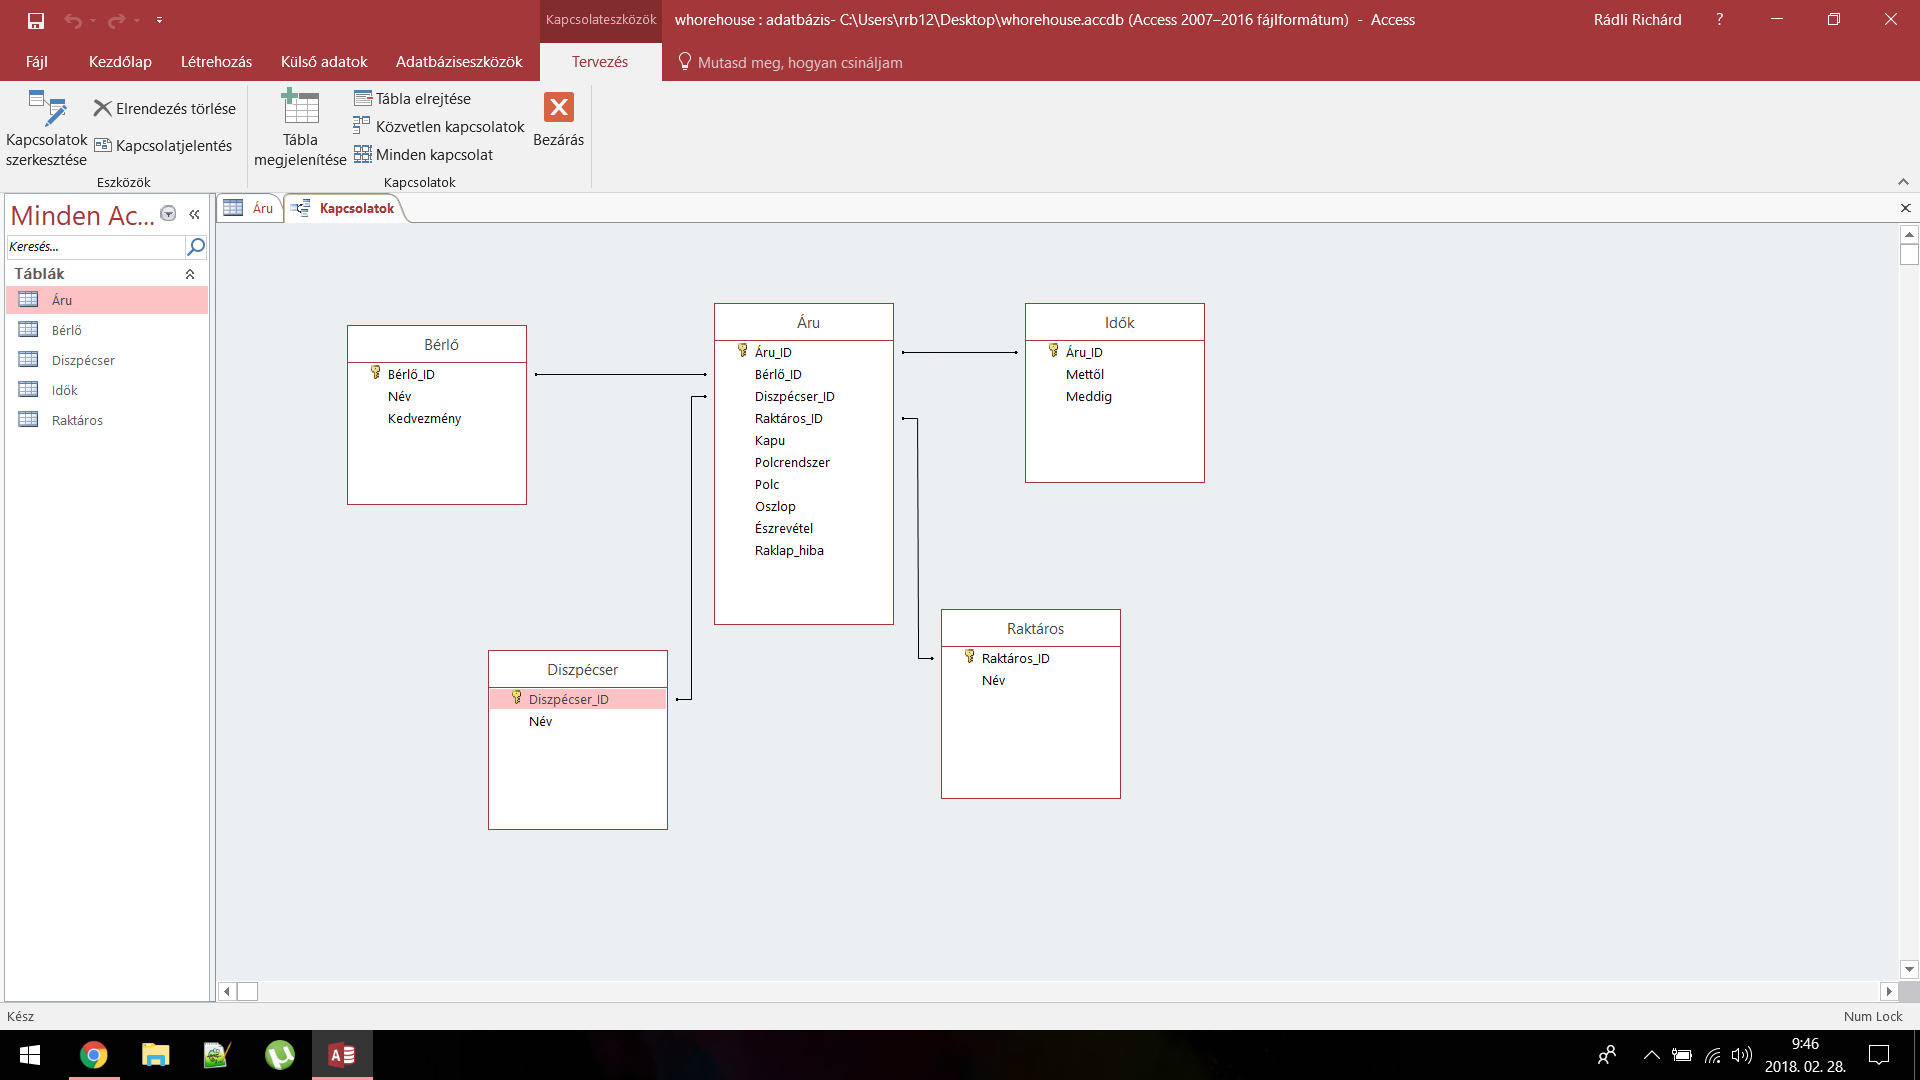 Kapcsolateszközök
whorehouse : adatbázis- C:\Users\rrb12\Desktop\whorehouse.accdb (Access 2007–2016 fájlformátum) - Access
Rádli Richárd
?
Fájl
Kezdőlap
Létrehozás
Külső adatok
Adatbáziseszközök
Tervezés
Mutasd meg, hogyan csináljam
Kapcsolatok
szerkesztése
Elrendezés törlése
Kapcsolatjelentés
Eszközök
Tábla
megjelenítése
Tábla elrejtése
Közvetlen kapcsolatok
Minden kapcsolat
Bezárás
Kapcsolatok
Minden Ac...
Keresés...
Táblák
Áru
Bérlő
Diszpécser
Idők
Raktáros
Áru
Kapcsolatok
Bérlő
Bérlő_ID
Név
Kedvezmény
Áru
Áru_ID
Bérlő_ID
Diszpécser_ID
Raktáros_ID
Kapu
Polcrendszer
Polc
Oszlop
Észrevétel
Raklap_hiba
Idők
Áru_ID
Mettől
Meddig
Diszpécser
Diszpécser_ID
Név
Raktáros
Raktáros_ID
Név
Kész
Num Lock
9:46
2018. 02. 28.